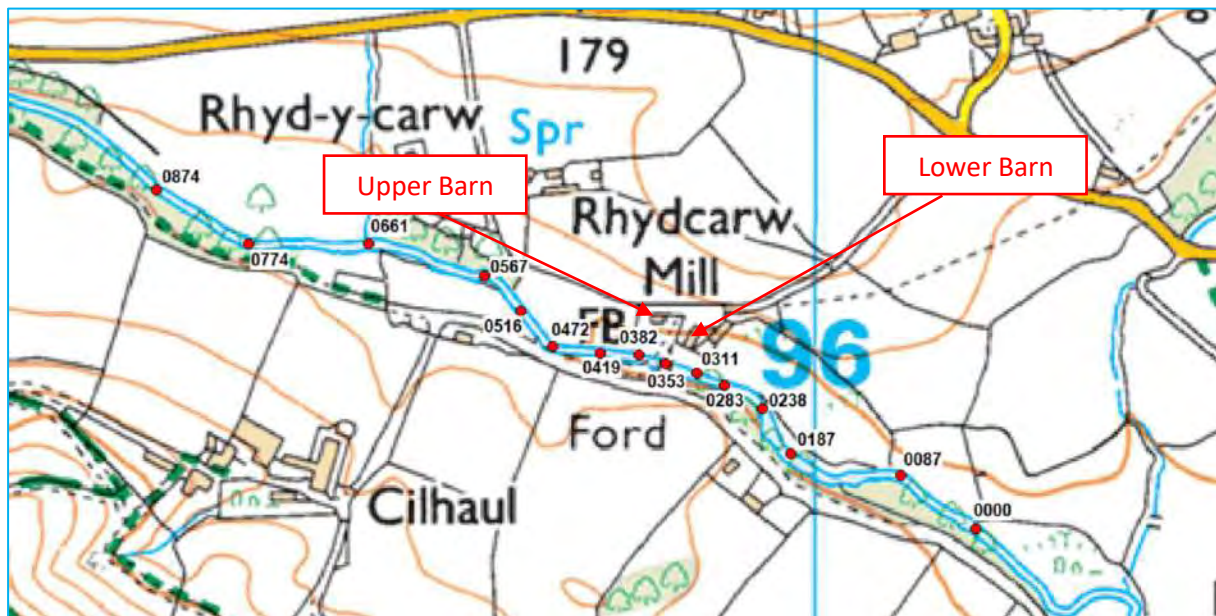 179
Rhyd-y-carw
Spr
Upper Barn
Lower Barn
0874
Rhydcarw
Mill
0661
0774
0567
0516
0472
FB
0382
0419
0353
0311
96
0283
0238
Ford
0187
0087
Cilhaul
0000